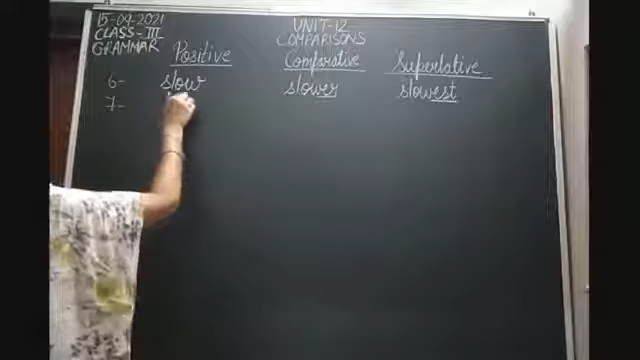 15-09-2021
CLASS-III
GRAMMAR
UNIT-12
COMPARISONS
Positive Comparative Superlative
6- slow slower slowest
7-